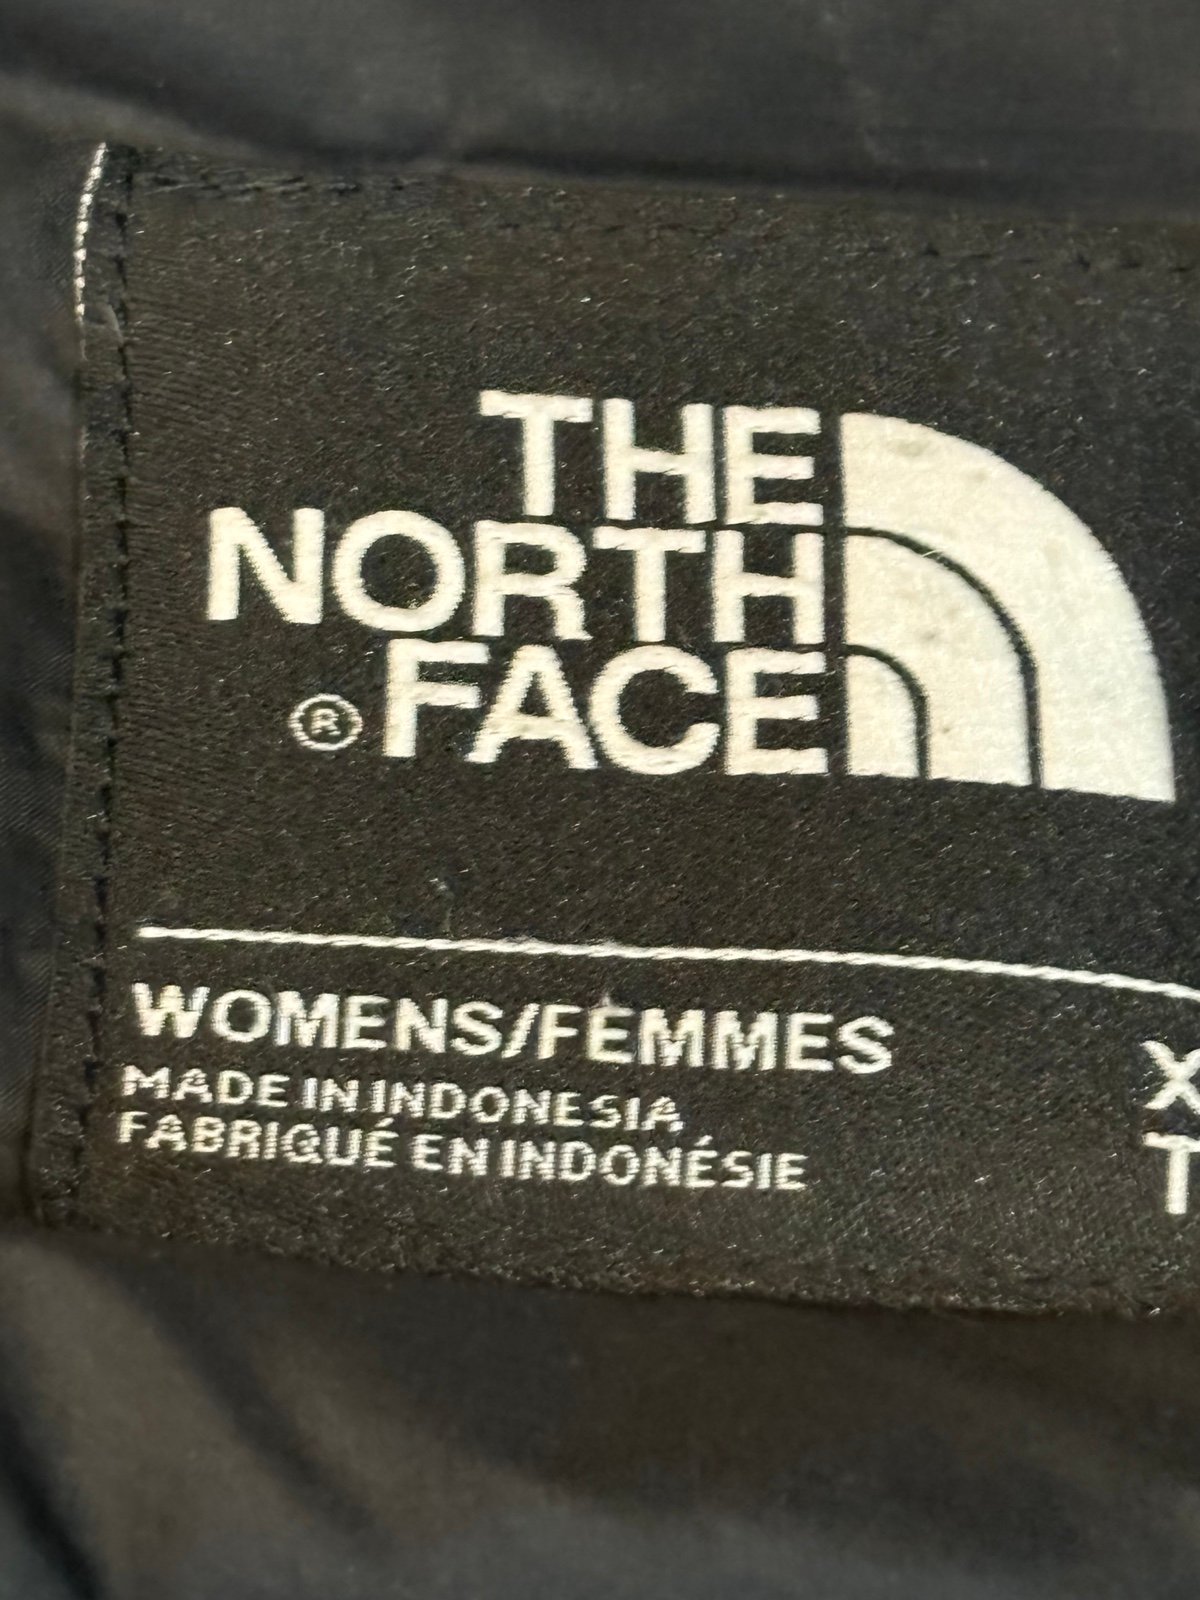 THE
NORTH
FACE
®
WOMENS/FEMMES
MADE IN INDONESIA
FABRIQUÉ EN INDONÉSIE
X
T